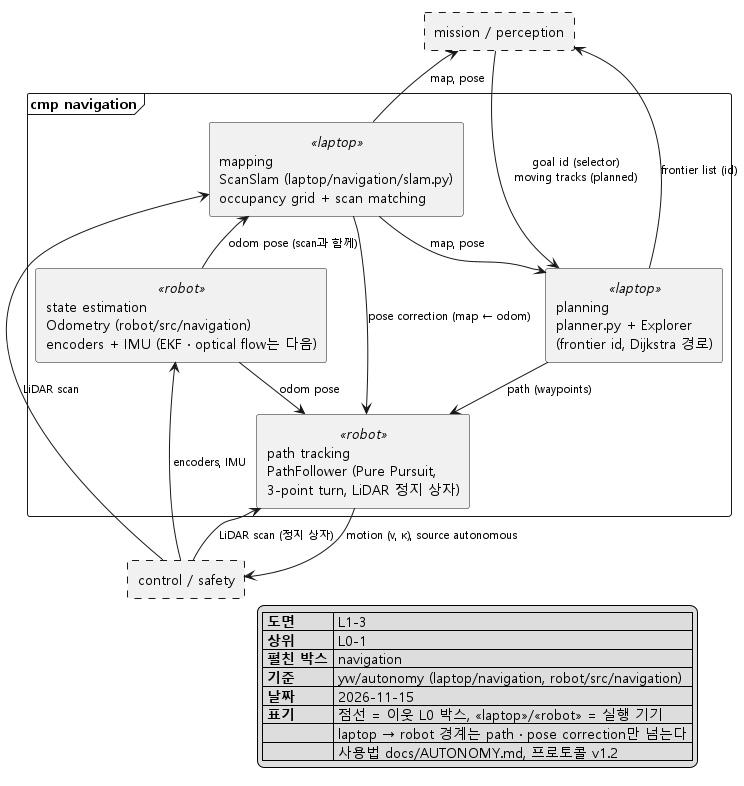 mission / perception
map, pose
cmp navigation
«laptop»
mapping
ScanSlam (laptop/navigation/slam.py)
occupancy grid + scan matching
goal id (selector)
moving tracks (planned)
frontier list (id)
odom pose (scan과 함께)
map, pose
«robot»
state estimation
Odometry (robot/src/navigation)
encoders + IMU (EKF · optical flow는 다음)
«laptop»
planning
planner.py + Explorer
(frontier id, Dijkstra 경로)
pose correction (map ← odom)
LiDAR scan
odom pose
path (waypoints)
«robot»
path tracking
PathFollower (Pure Pursuit,
3-point turn, LiDAR 정지 상자)
encoders, IMU
LiDAR scan (정지 상자)
motion (v, κ), source autonomous
control / safety
도면 L1-3
상위 L0-1
펼친 박스 navigation
기준 yw/autonomy (laptop/navigation, robot/src/navigation)
날짜 2026-11-15
표기 점선 = 이웃 L0 박스, «laptop»/«robot» = 실행 기기
laptop → robot 경계는 path · pose correction만 넘는다
사용법 docs/AUTONOMY.md, 프로토콜 v1.2